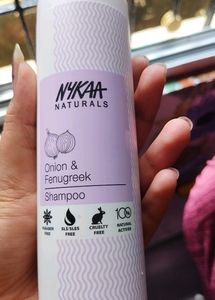 NYKAA
NATURALS
Onion &
Fenugreek
Shampoo
PARABEN
FREE
SLS/SLES
FREE
CRUELTY
FREE
100
NATURAL
ACTIVES